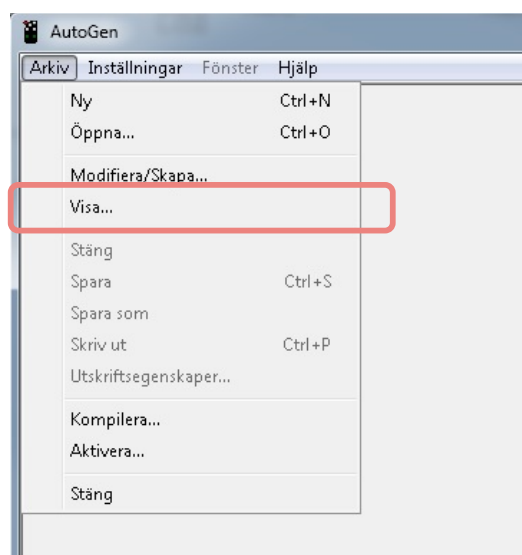 AutoGen
Arkiv Inställningar Fönster Hjälp
Ny Ctrl+N
Öppna... Ctrl+O
Modifiera/Skapa...
Visa...
Stäng
Spara Ctrl+S
Spara som
Skriv ut Ctrl+P
Utskriftsegenskaper...
Kompilera...
Aktivera...
Stäng